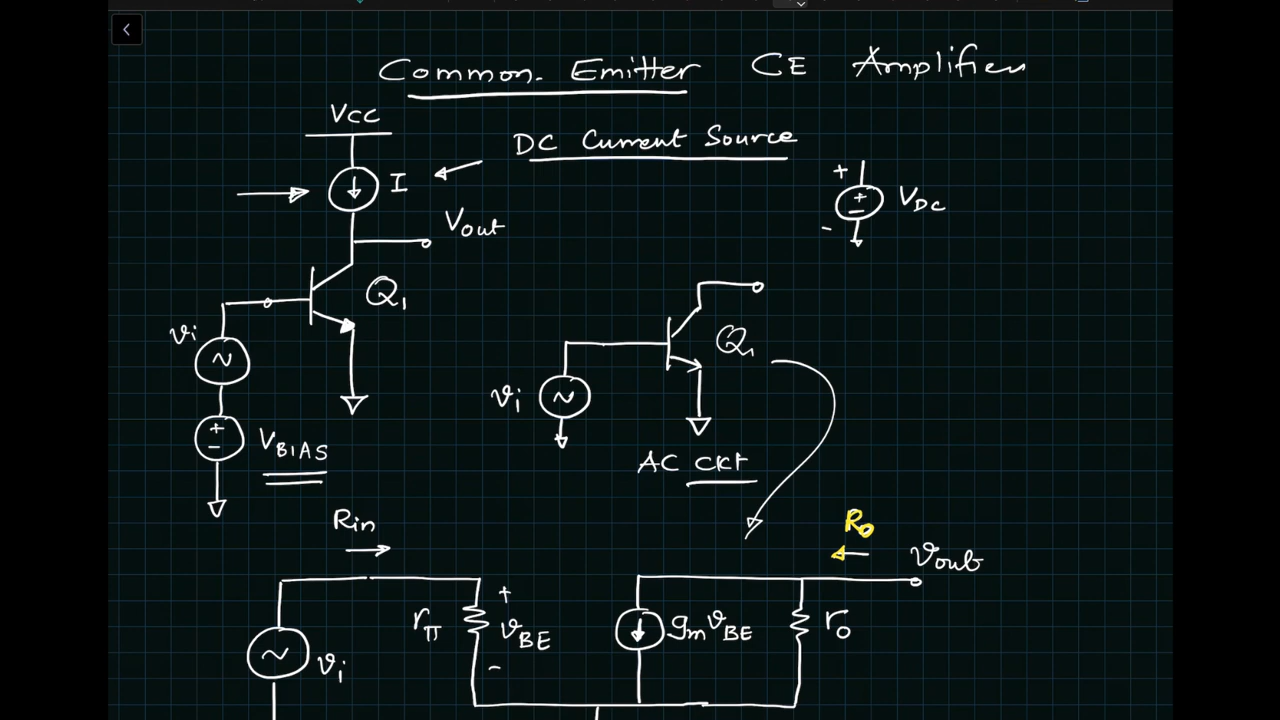 Common Emitter CE Amplifier
VCC
DC Current Source
I
+
+
-
VDC
-
Vout
Q1
vi
+
-
VBIAS
Q1
vi
AC CKT
Rin
Ro
vout
rπ
+
vBE
-
gmvBE
ro
vi